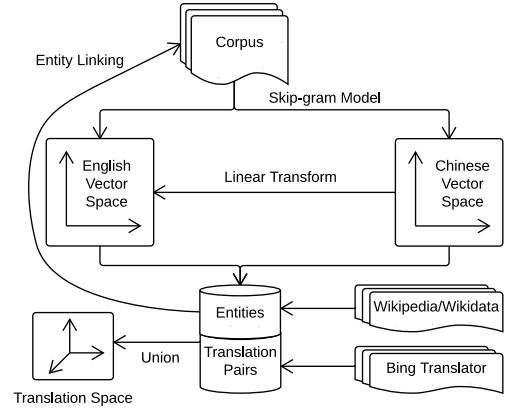 Corpus
Entity Linking
Skip-gram Model
English
Vector
Space
Linear Transform
Chinese
Vector
Space
Entities
Wikipedia/Wikidata
Translation
Pairs
Union
Bing Translator
Translation Space